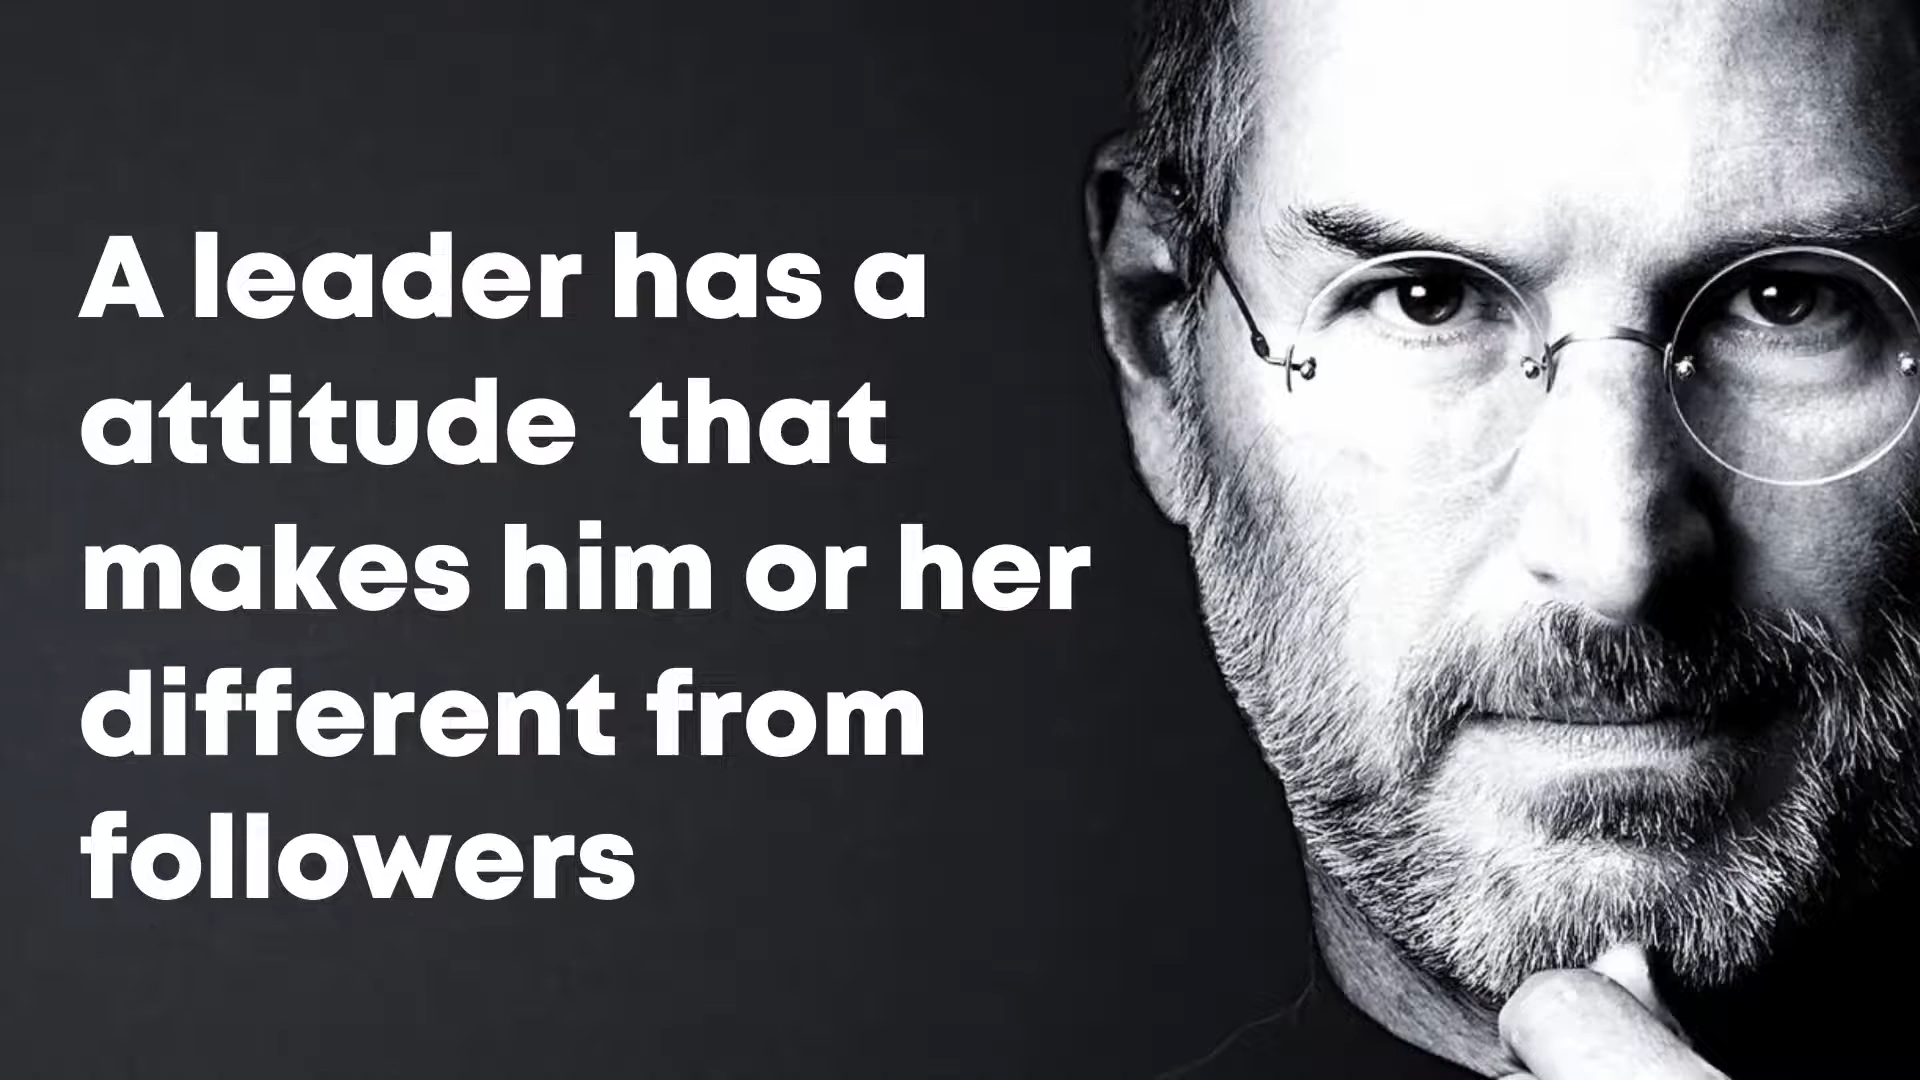 A leader has a
attitude  that
makes him or her
different from
followers